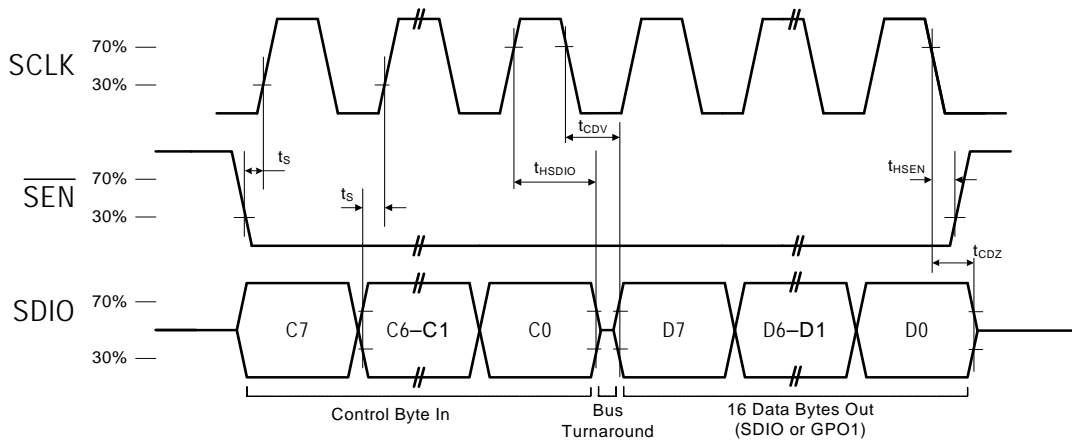 SCLK
70%
30%
tCDV
tS
tHSDIO
tHSEN
SEN
70%
30%
tS
tCDZ
SDIO
70%
30%
C7
C6–C1
C0
D7
D6–D1
D0
Control Byte In
Bus
Turnaround
16 Data Bytes Out
(SDIO or GPO1)